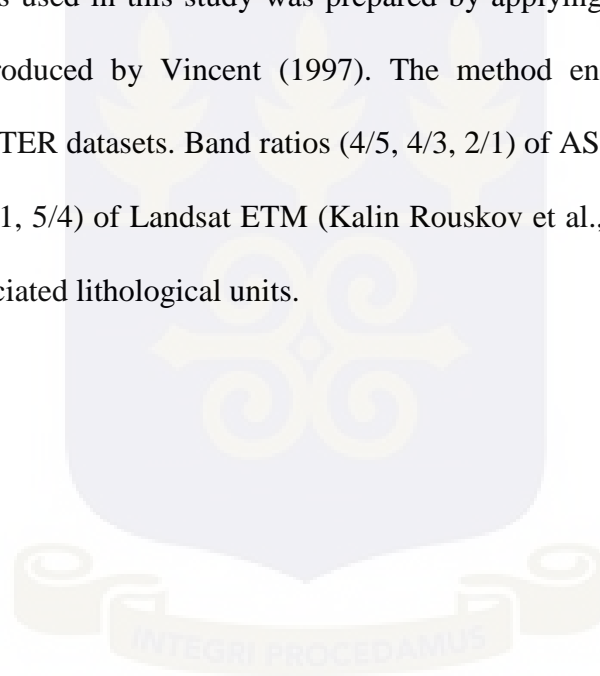 s used in this study was prepared by applying
roduced by Vincent (1997). The method en
TER datasets. Band ratios (4/5, 4/3, 2/1) of AS
1, 5/4) of Landsat ETM (Kalin Rouskov et al.,
ciated lithological units.
INTEGRI PROCEDAMUS